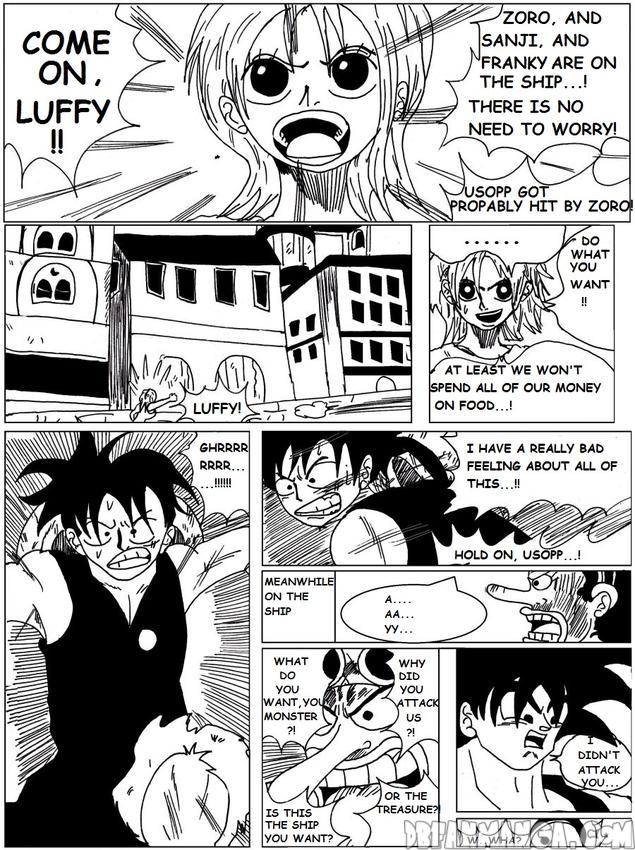 COME
ON,
LUFFY
!!
ZORO, AND
SANJI, AND
FRANKY ARE ON
THE SHIP...!
THERE IS NO
NEED TO WORRY!
USOPP GOT
PROPABLY HIT BY ZORO!
LUFFY!
......
DO
WHAT
YOU
WANT
!!
AT LEAST WE WON'T
SPEND ALL OF OUR MONEY
ON FOOD...!
GHRRRR
RRRR...
...!!!!!!
I HAVE A REALLY BAD
FEELING ABOUT ALL OF
THIS...!!
HOLD ON, USOPP...!
MEANWHILE
ON THE
SHIP
A....
AA...
YY...
WHAT
DO
YOU
WANT,YOU
MONSTER
?!
WHY
DID
YOU
ATTACK
US
?!
IS THIS
THE SHIP
YOU WANT?
OR THE
TREASURE?!
I
DIDN'T
ATTACK
YOU...
WHA?
DREAMMANGA.COM